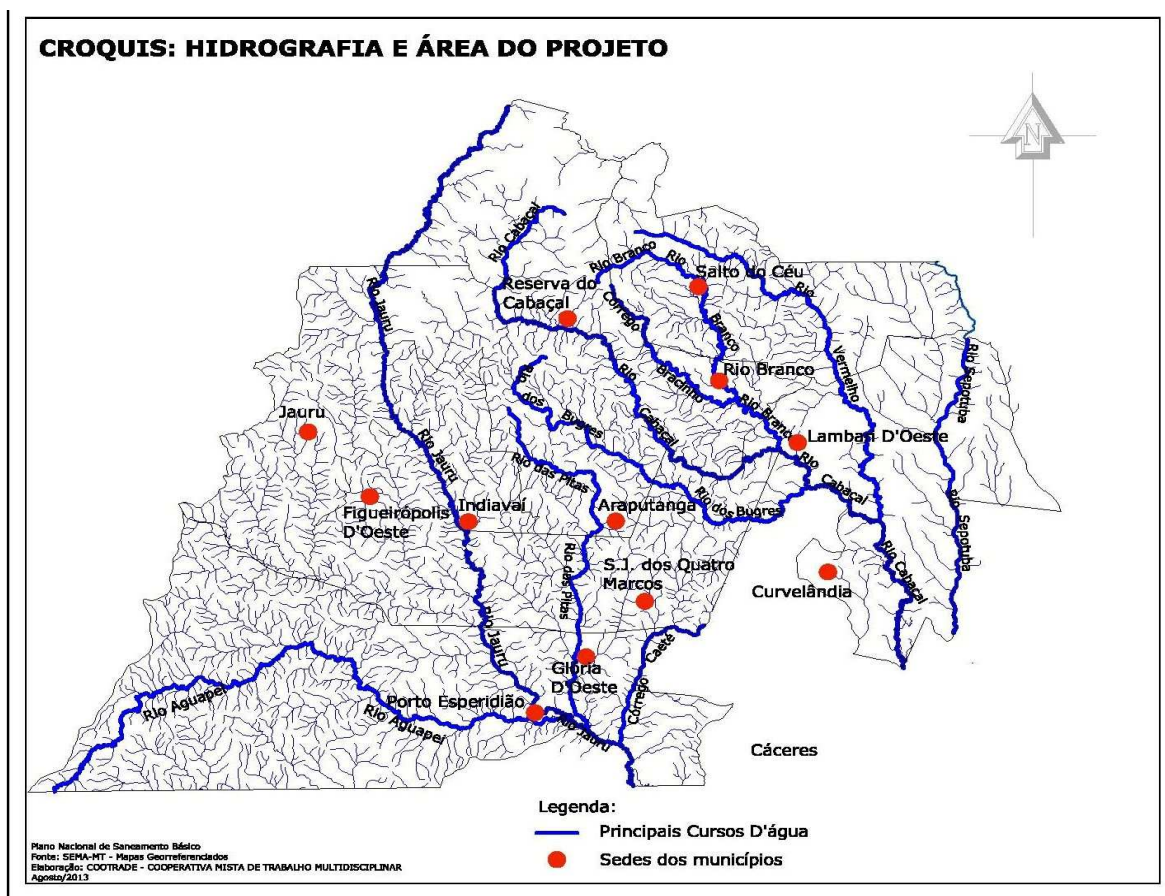 CROQUIS: HIDROGRAFIA E ÁREA DO PROJETO
N
Rio Cabaçal
Rio Branco
Rio
Salto do Céu
Rio
Rio Jauru
Reserva do
Cabaçal
Córrego
Branco
Vermelho
Rio Sepotuba
Bracinho
Rio Branco
Rio
Rio Branco
Cabaçal
dos
Bugres
Jauru
Rio Jauru
Lambari D'Oeste
Rio das Pitas
Rio Cabaçal
Rio dos Bugres
Rio Sepotuba
Figueirópolis
D'Oeste
Indiavaí
Araputanga
S.J. dos Quatro
Marcos
Rio das Pitas
Curvelândia
Rio Cabaçal
Rio Jauru
Glória
D'Oeste
Córrego Caeté
Rio Aguapeí
Porto Esperidião
Rio Aguapeí
Rio Jauru
Cáceres
Legenda:
Principais Cursos D'água
Sedes dos municípios
Plano Nacional de Saneamento Básico
Fonte: SEMA-MT - Mapas Georreferenciados
Elaboração: COOTRADE - COOPERATIVA MISTA DE TRABALHO MULTIDISCIPLINAR
Agosto/2013